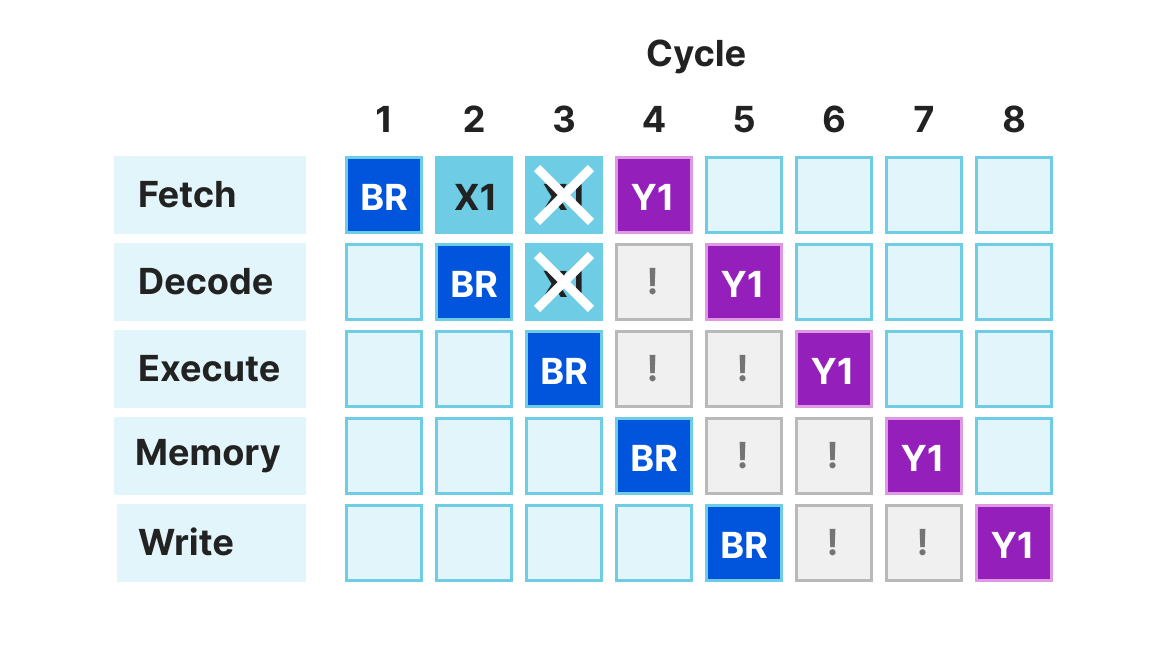 Cycle
1 2 3 4 5 6 7 8
Fetch BR X1 Y1
Decode BR ! Y1
Execute BR ! ! Y1
Memory BR ! ! Y1
Write BR ! ! Y1